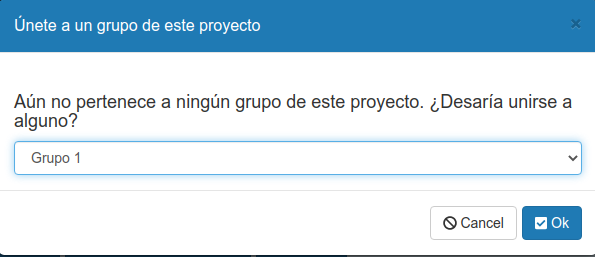 Únete a un grupo de este proyecto
×
Aún no pertenece a ningún grupo de este proyecto. ¿Desaría unirse a
alguno?
Grupo 1
Cancel Ok